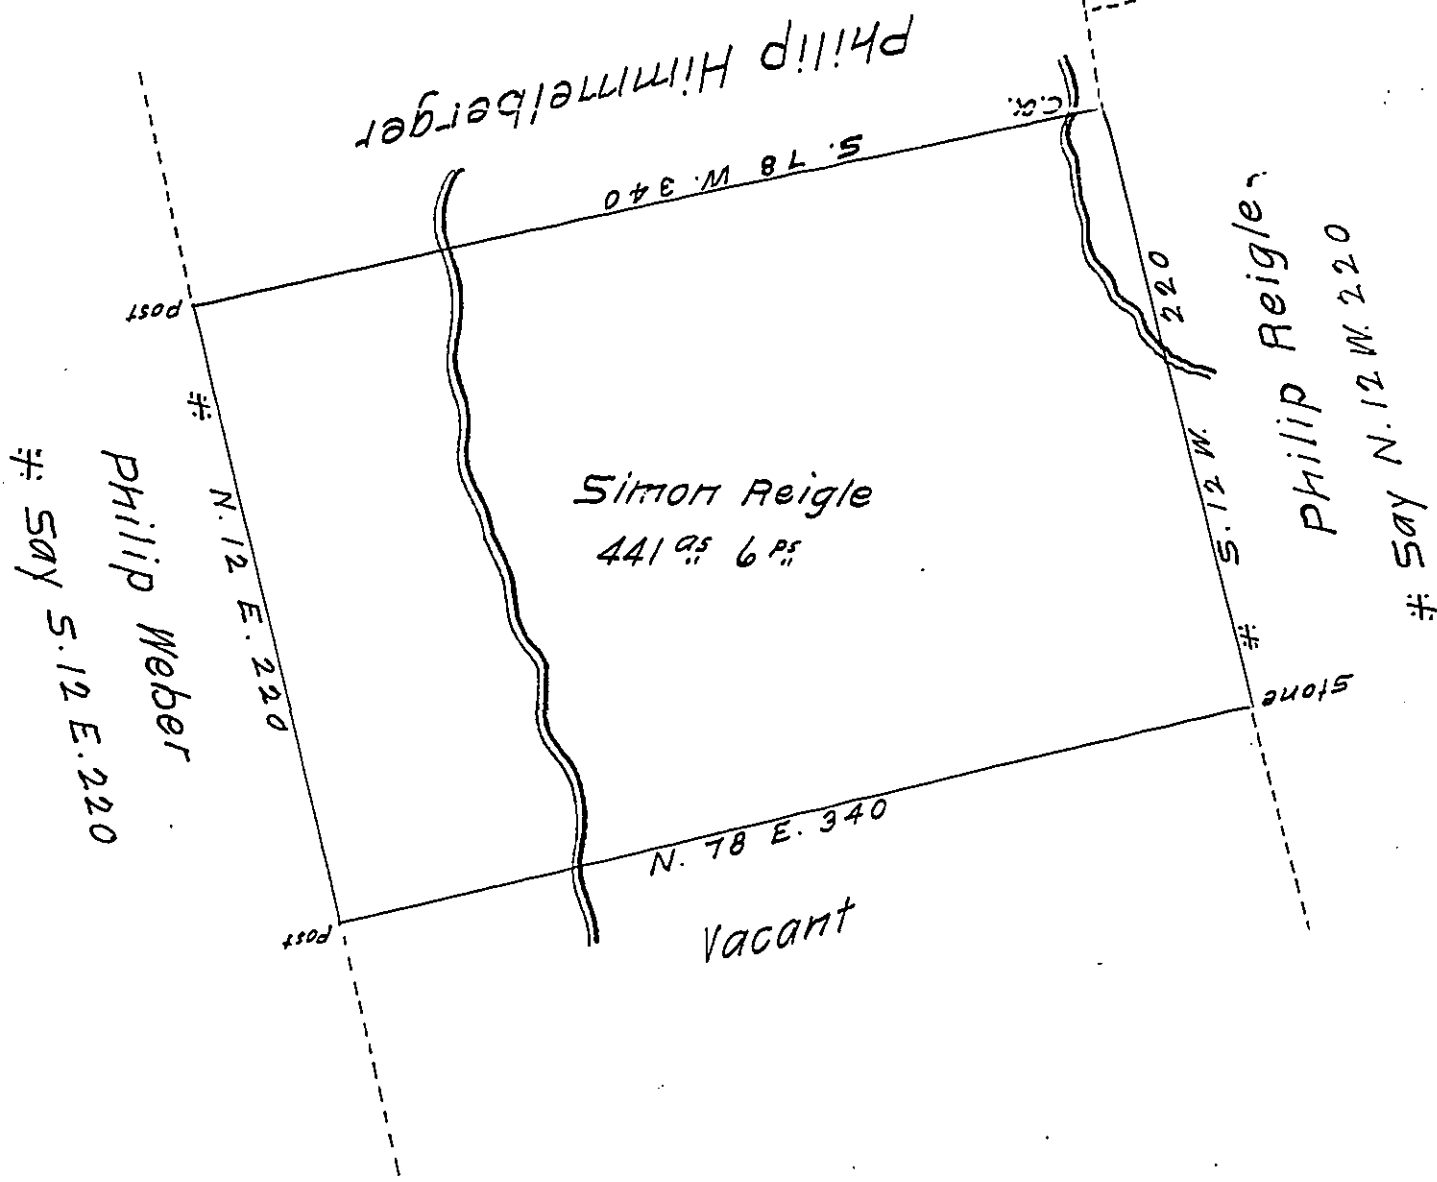 Philip Himmelberger
C.O.
S. 78 W. 340
Post
#
N. 12 E. 220
Philip Weber
# Say S. 12 E. 220
Simon Reigle
441 as 6 ps
220
S. 12 W.
#
Philip Reigle
# Say N. 12 W. 220
Stone
N. 78 E. 340
Post
Vacant